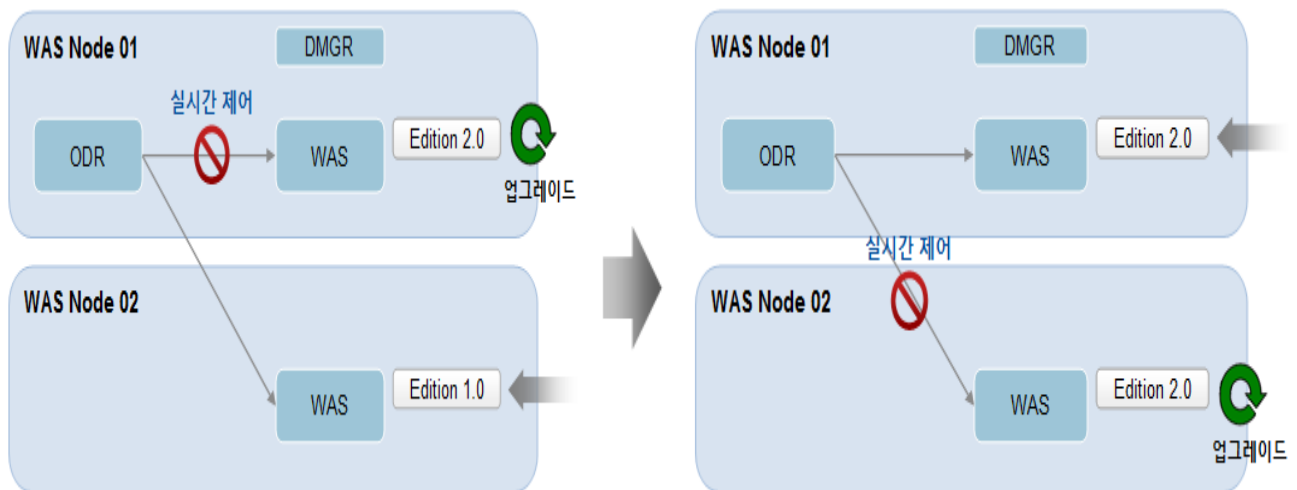 WAS Node 01
DMGR
실시간 제어
ODR
WAS
Edition 2.0
업그레이드
WAS Node 02
WAS
Edition 1.0
WAS Node 01
DMGR
ODR
WAS
Edition 2.0
실시간 제어
WAS Node 02
WAS
Edition 2.0
업그레이드